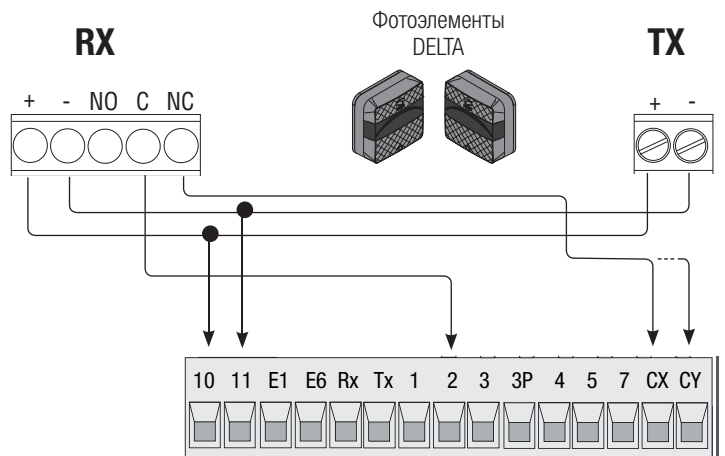 Фотоэлементы
DELTA
RX
TX
+ - NO C NC
+ -
10 11 E1 E6 Rx Tx 1 2 3 3P 4 5 7 CX CY